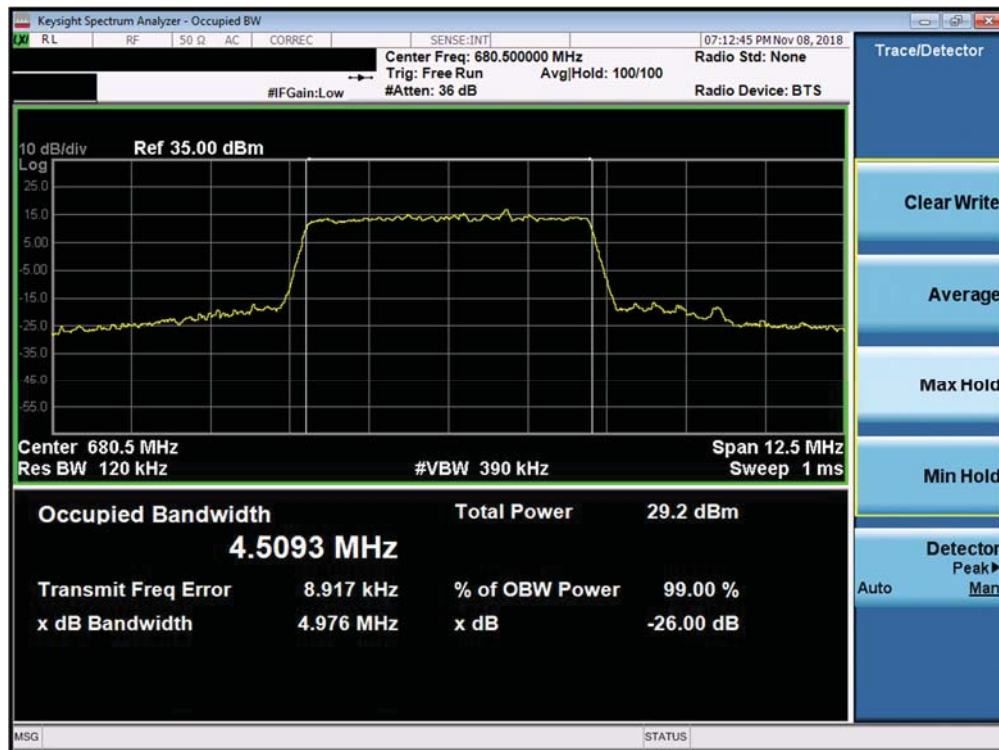 Keysight Spectrum Analyzer - Occupied BW
LXI RL RF 50 Ω AC CORREC SENSE:INT 07:12:45 PM Nov 08, 2018
Center Freq: 680.500000 MHz Radio Std: None
Trig: Free Run Avg|Hold: 100/100
#IFGain:Low #Atten: 36 dB Radio Device: BTS
10 dB/div Ref 35.00 dBm
Log
25.0
15.0
5.00
-5.00
-15.0
-25.0
-35.0
-45.0
-55.0
Center 680.5 MHz Span 12.5 MHz
Res BW 120 kHz #VBW 390 kHz Sweep 1 ms
Occupied Bandwidth Total Power 29.2 dBm
4.5093 MHz
Transmit Freq Error 8.917 kHz % of OBW Power 99.00 %
x dB Bandwidth 4.976 MHz x dB -26.00 dB
MSG STATUS
Trace/Detector
Clear Write
Average
Max Hold
Min Hold
Detector
Peak▶
Auto Man